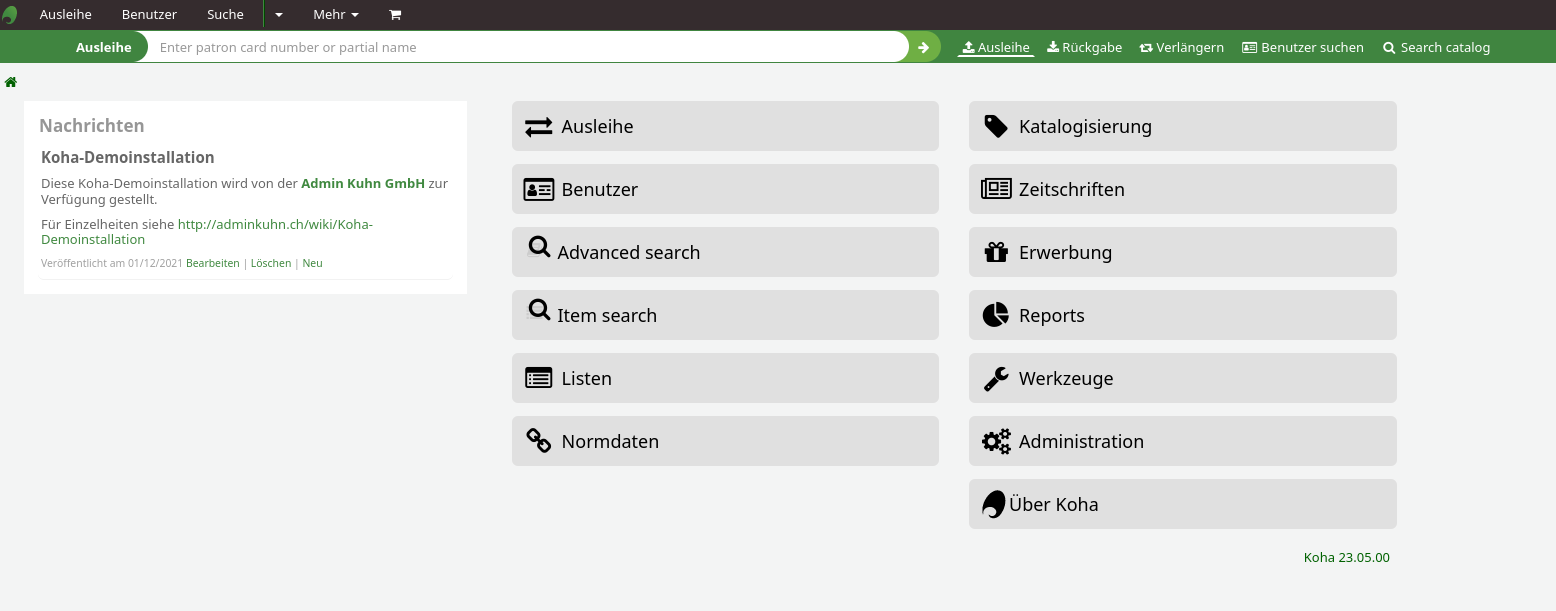 Ausleihe Benutzer Suche Mehr
Ausleihe Enter patron card number or partial name Ausleihe Rückgabe Verlängern Benutzer suchen Search catalog
Nachrichten
Koha-Demoinstallation
Diese Koha-Demoinstallation wird von der Admin Kuhn GmbH zur
Verfügung gestellt.
Für Einzelheiten siehe http://adminkuhn.ch/wiki/Koha-
Demoinstallation
Veröffentlicht am 01/12/2021 Bearbeiten | Löschen | Neu
Ausleihe
Benutzer
Advanced search
Item search
Listen
Normdaten
Katalogisierung
Zeitschriften
Erwerbung
Reports
Werkzeuge
Administration
Über Koha
Koha 23.05.00